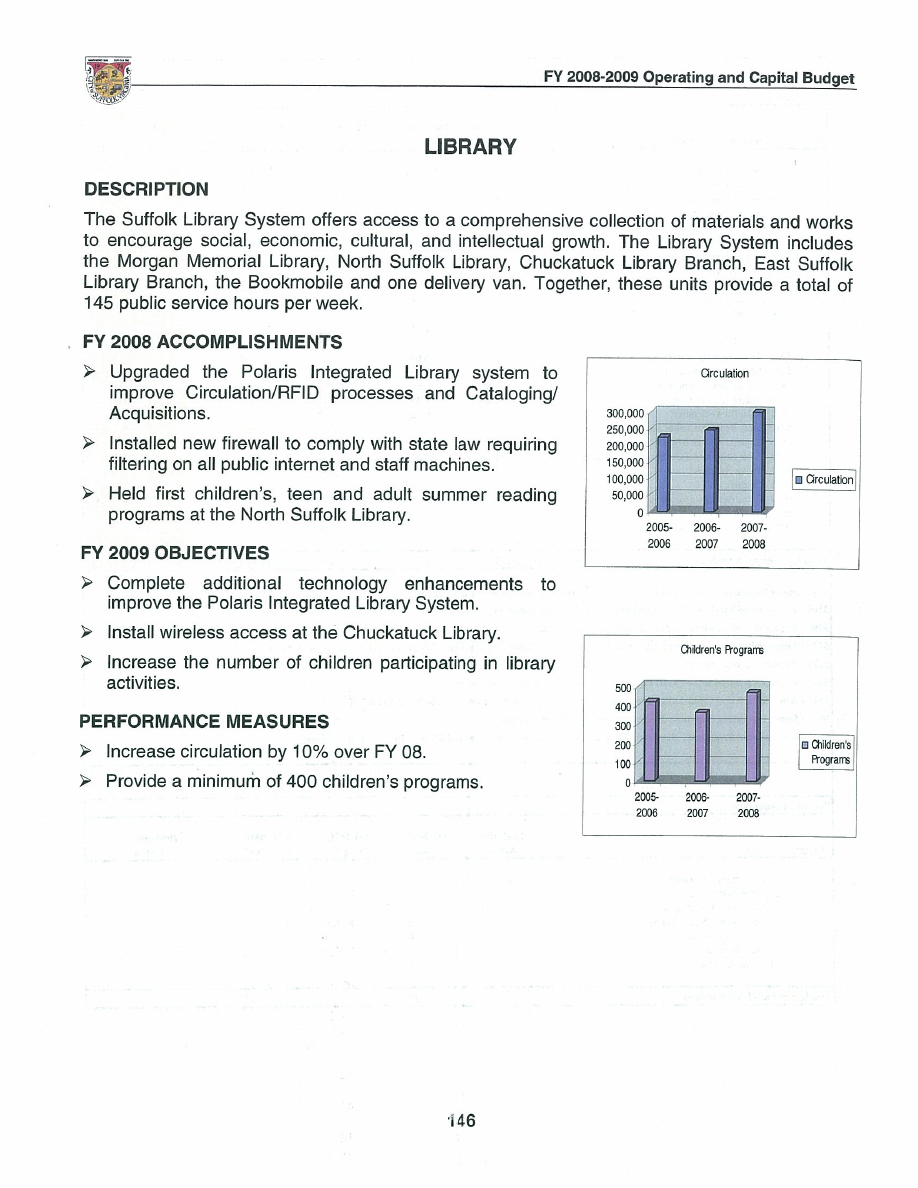 FY 2008-2009 Operating and Capital Budget
LIBRARY
DESCRIPTION
The Suffolk Library System offers access to a comprehensive collection of materials and works
to encourage social, economic, cultural, and intellectual growth. The Library System includes
the Morgan Memorial Library, North Suffolk Library, Chuckatuck Library Branch, East Suffolk
Library Branch, the Bookmobile and one delivery van. Together, these units provide a total of
145 public service hours per week.
FY 2008 ACCOMPLISHMENTS
➢ Upgraded the Polaris Integrated Library system to
improve Circulation/RFID processes and Cataloging/
Acquisitions.
➢ Installed new firewall to comply with state law requiring
filtering on all public internet and staff machines.
➢ Held first children's, teen and adult summer reading
programs at the North Suffolk Library.
FY 2009 OBJECTIVES
➢ Complete additional technology enhancements to
improve the Polaris Integrated Library System.
➢ Install wireless access at the Chuckatuck Library.
➢ Increase the number of children participating in library
activities.
PERFORMANCE MEASURES
➢ Increase circulation by 10% over FY 08.
➢ Provide a minimum of 400 children's programs.
Circulation
300,000
250,000
200,000
150,000
100,000
50,000
0
2005- 2006- 2007-
2006 2007 2008
Circulation
Children's Programs
500
400
300
200
100
0
2005- 2006- 2007-
2006 2007 2008
Children's
Programs
146